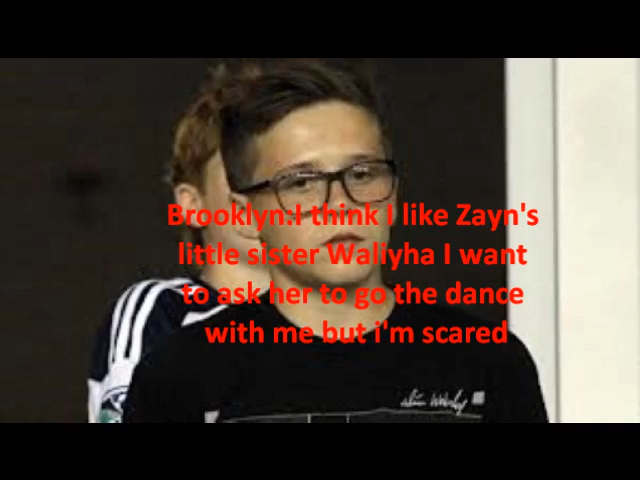 Brooklyn:I think I like Zayn's
little sister Waliyha I want
to ask her to go the dance
with me but i'm scared